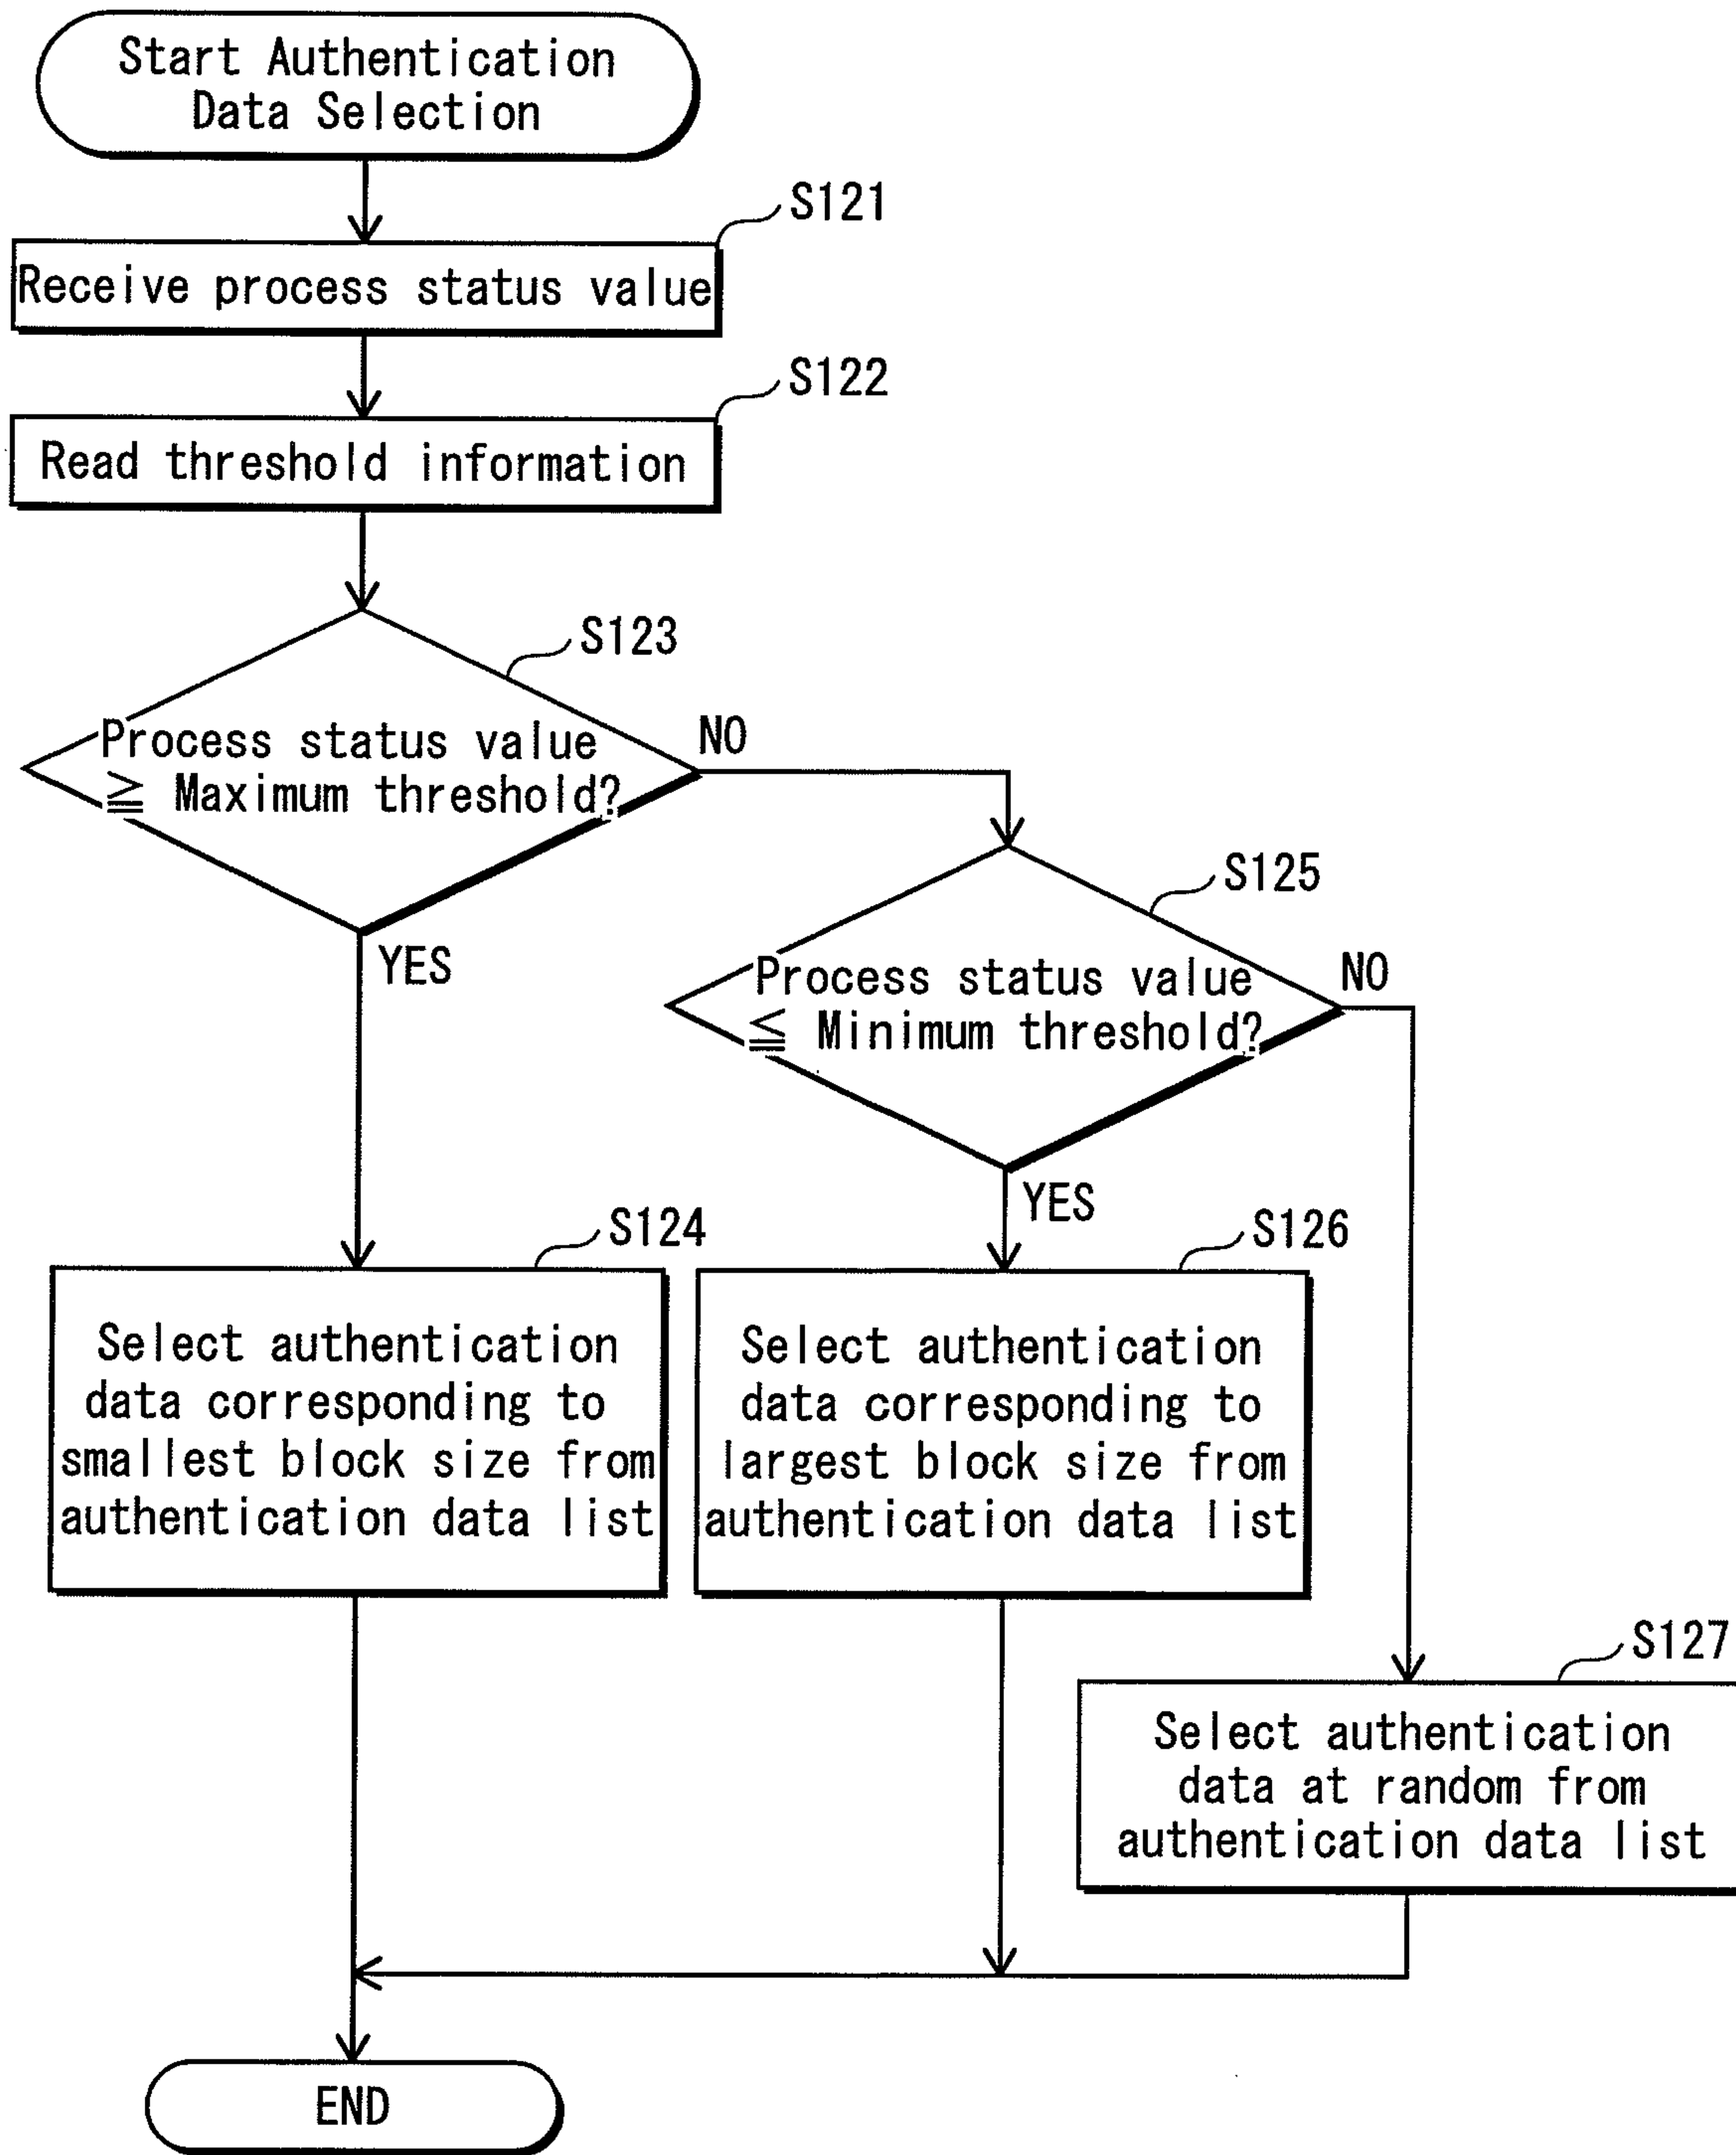 Start Authentication
Data Selection
S121
Receive process status value
S122
Read threshold information
S123
Process status value
≧ Maximum threshold?
NO
YES
S125
Process status value
≦ Minimum threshold?
NO
YES
S124
Select authentication
data corresponding to
smallest block size from
authentication data list
S126
Select authentication
data corresponding to
largest block size from
authentication data list
S127
Select authentication
data at random from
authentication data list
END